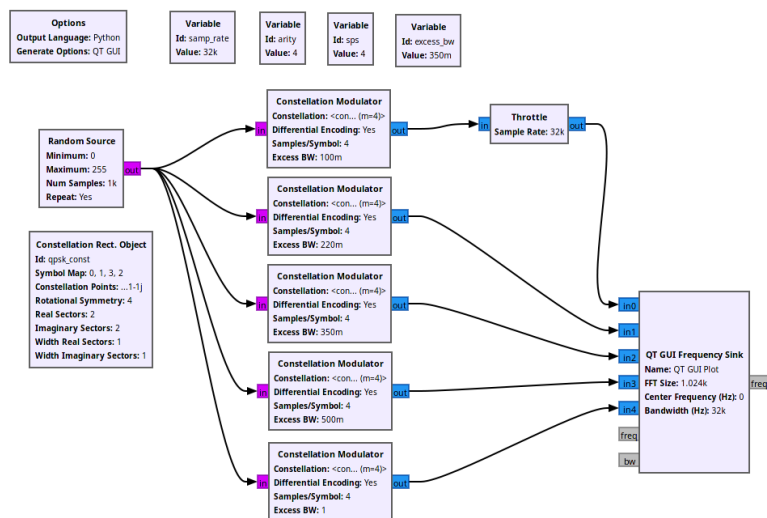 Options
Output Language: Python
Generate Options: QT GUI
Variable
Id: samp_rate
Value: 32k
Variable
Id: arity
Value: 4
Variable
Id: sps
Value: 4
Variable
Id: excess_bw
Value: 350m
Random Source
Minimum: 0
Maximum: 255
Num Samples: 1k
Repeat: Yes
out
Constellation Rect. Object
Id: qpsk_const
Symbol Map: 0, 1, 3, 2
Constellation Points: ...1-1j
Rotational Symmetry: 4
Real Sectors: 2
Imaginary Sectors: 2
Width Real Sectors: 1
Width Imaginary Sectors: 1
in
Constellation Modulator
Constellation: <con... (m=4)>
Differential Encoding: Yes
Samples/Symbol: 4
Excess BW: 100m
out
in
Throttle
Sample Rate: 32k
out
in
Constellation Modulator
Constellation: <con... (m=4)>
Differential Encoding: Yes
Samples/Symbol: 4
Excess BW: 220m
out
in
Constellation Modulator
Constellation: <con... (m=4)>
Differential Encoding: Yes
Samples/Symbol: 4
Excess BW: 350m
out
in
Constellation Modulator
Constellation: <con... (m=4)>
Differential Encoding: Yes
Samples/Symbol: 4
Excess BW: 500m
out
in
Constellation Modulator
Constellation: <con... (m=4)>
Differential Encoding: Yes
Samples/Symbol: 4
Excess BW: 1
out
in0
in1
in2
in3
in4
freq
bw
QT GUI Frequency Sink
Name: QT GUI Plot
FFT Size: 1.024k
Center Frequency (Hz): 0
Bandwidth (Hz): 32k
freq